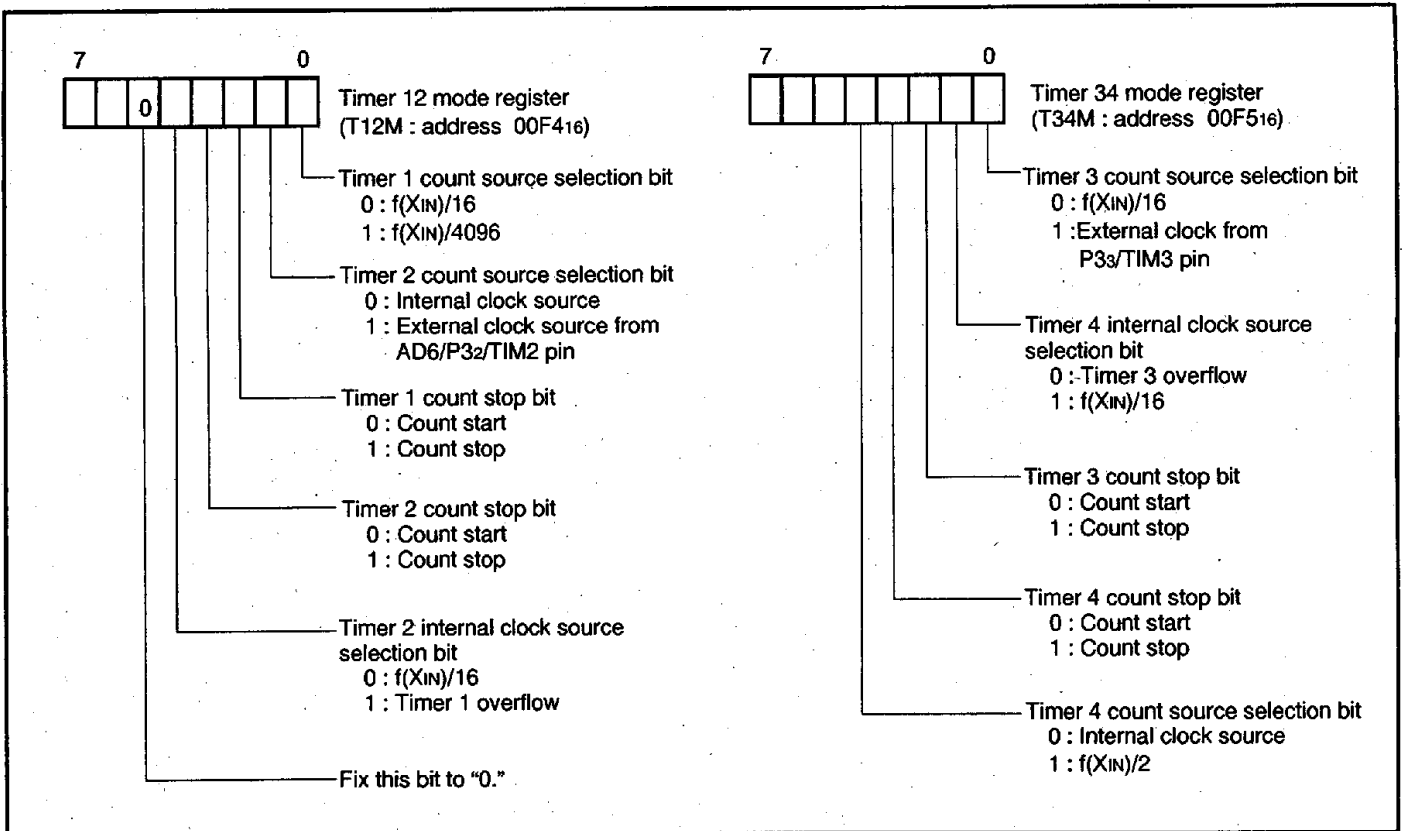 7 0
0
Timer 12 mode register
(T12M : address 00F416)
Timer 1 count source selection bit
0 : f(XIN)/16
1 : f(XIN)/4096
Timer 2 count source selection bit
0 : Internal clock source
1 : External clock source from
AD6/P32/TIM2 pin
Timer 1 count stop bit
0 : Count start
1 : Count stop
Timer 2 count stop bit
0 : Count start
1 : Count stop
Timer 2 internal clock source
selection bit
0 : f(XIN)/16
1 : Timer 1 overflow
Fix this bit to “0.”
7 0
Timer 34 mode register
(T34M : address 00F516)
Timer 3 count source selection bit
0 : f(XIN)/16
1 :External clock from
P33/TIM3 pin
Timer 4 internal clock source
selection bit
0 : Timer 3 overflow
1 : f(XIN)/16
Timer 3 count stop bit
0 : Count start
1 : Count stop
Timer 4 count stop bit
0 : Count start
1 : Count stop
Timer 4 count source selection bit
0 : Internal clock source
1 : f(XIN)/2